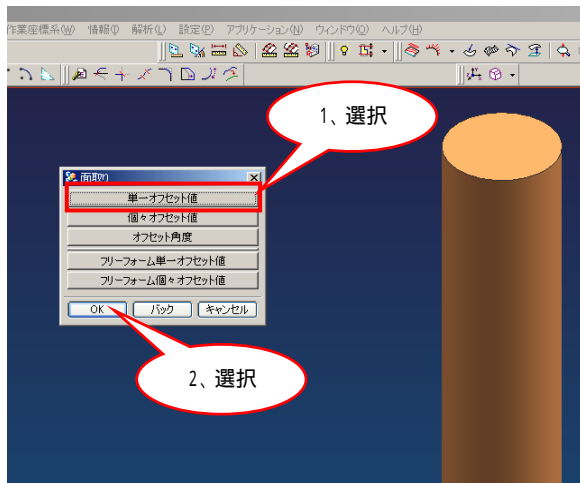 作業座標系(W) 情報(I) 解析(L) 設定(P) アプリケーション(N) ウィンドウ(O) ヘルプ(H)
1、選択
面取り
単一オフセット値
個々オフセット値
オフセット角度
フリーフォーム単一オフセット値
フリーフォーム個々オフセット値
OK バック キャンセル
2、選択